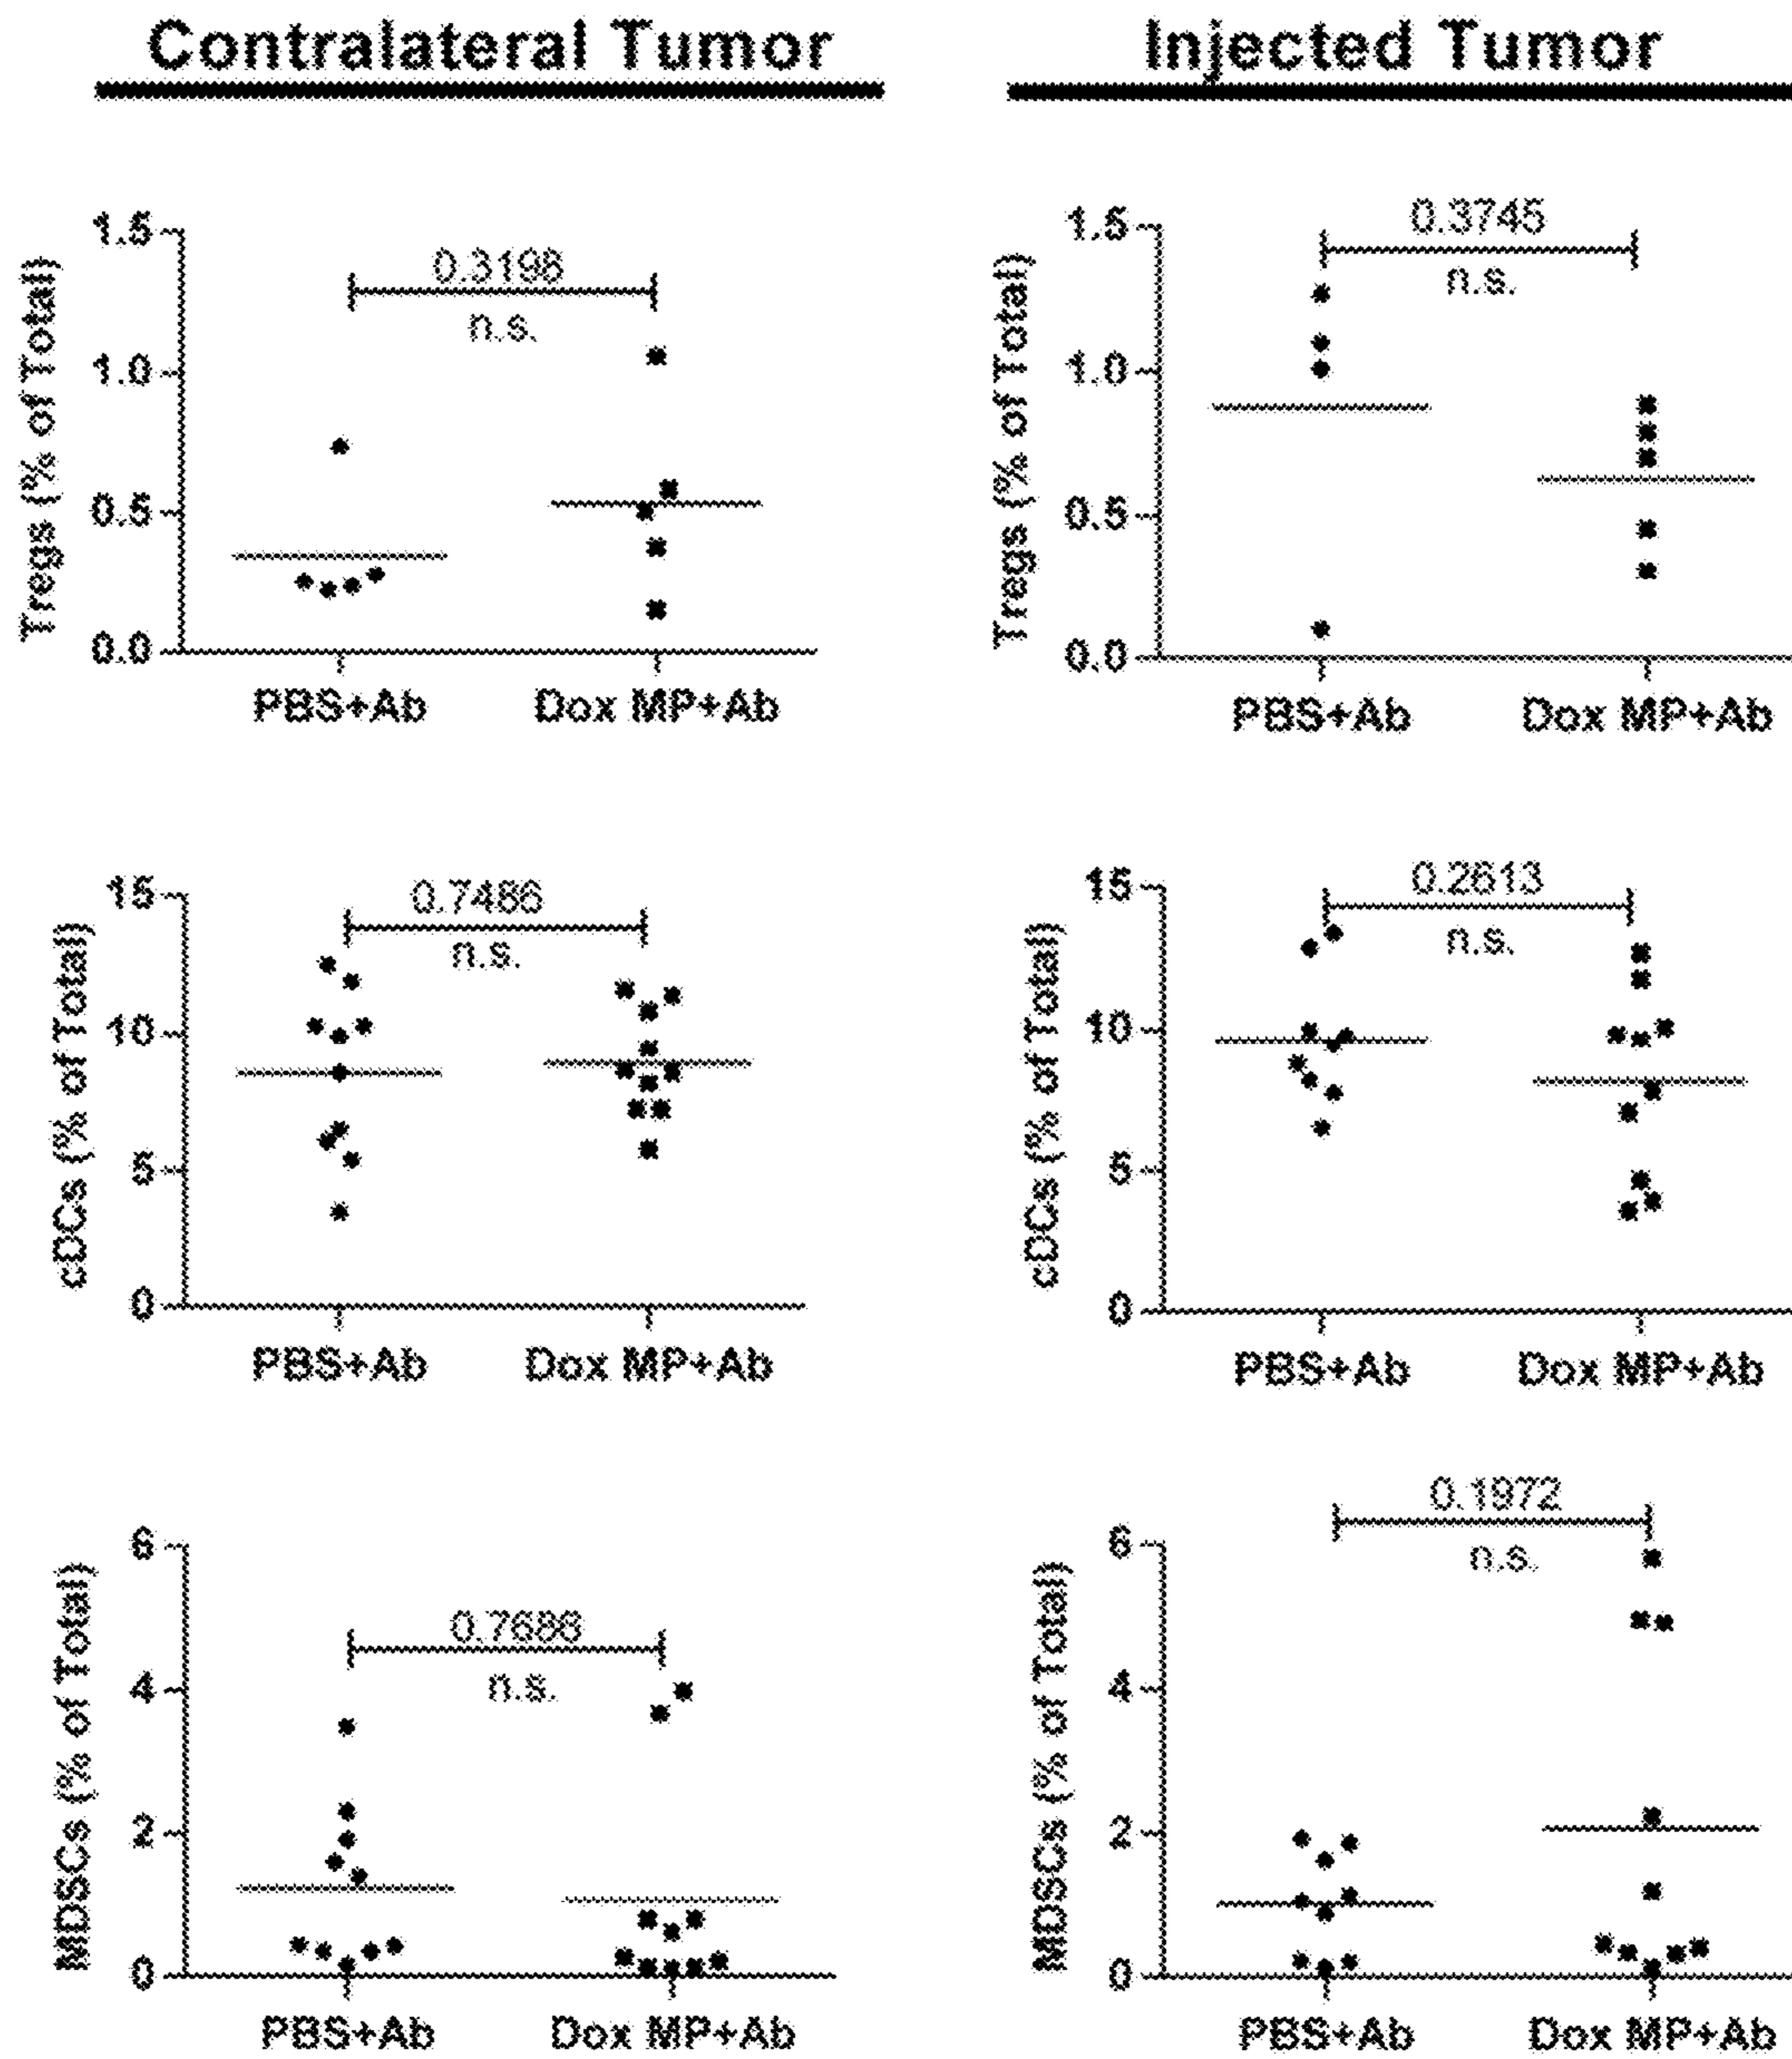 Contralateral Tumor
Injected Tumor
Tregs (% of Total)
1.5
1.0
0.5
0.0
0.3198
n.s.
PBS+Ab
Dox MP+Ab
Tregs (% of Total)
1.5
1.0
0.5
0.0
0.3745
n.s.
PBS+Ab
Dox MP+Ab
cDCs (% of Total)
15
10
5
0
0.7486
n.s.
PBS+Ab
Dox MP+Ab
cDCs (% of Total)
15
10
5
0
0.2613
n.s.
PBS+Ab
Dox MP+Ab
MDSCs (% of Total)
6
4
2
0
0.7686
n.s.
PBS+Ab
Dox MP+Ab
MDSCs (% of Total)
6
4
2
0
0.1972
n.s.
PBS+Ab
Dox MP+Ab